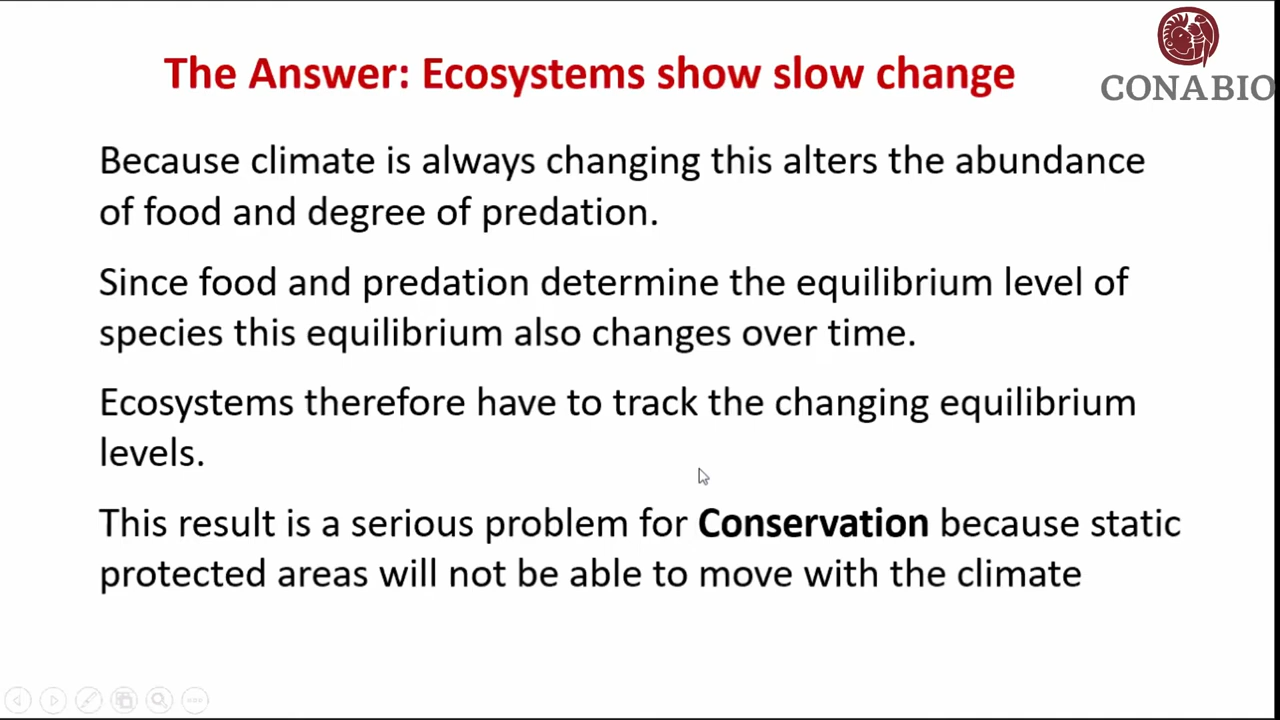 CONABIO
The Answer: Ecosystems show slow change
Because climate is always changing this alters the abundance
of food and degree of predation.
Since food and predation determine the equilibrium level of
species this equilibrium also changes over time.
Ecosystems therefore have to track the changing equilibrium
levels.
This result is a serious problem for Conservation because static
protected areas will not be able to move with the climate